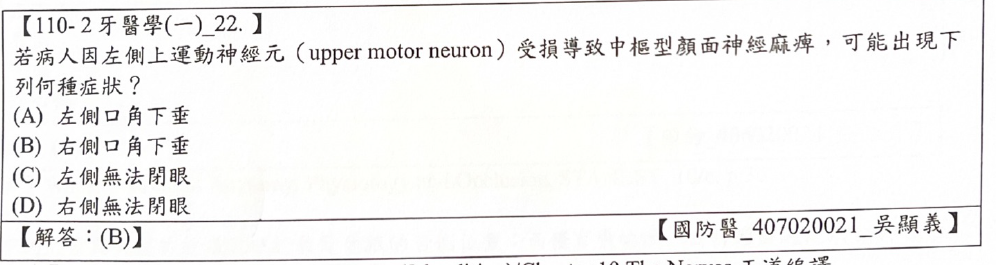 【110-2 牙醫學(一)_22. 】
若病人因左側上運動神經元（upper motor neuron）受損導致中樞型顏面神經麻痺，可能出現下
列何種症狀？
(A) 左側口角下垂
(B) 右側口角下垂
(C) 左側無法閉眼
(D) 右側無法閉眼
【解答：(B)】
【國防醫_407020021_吳顯義】